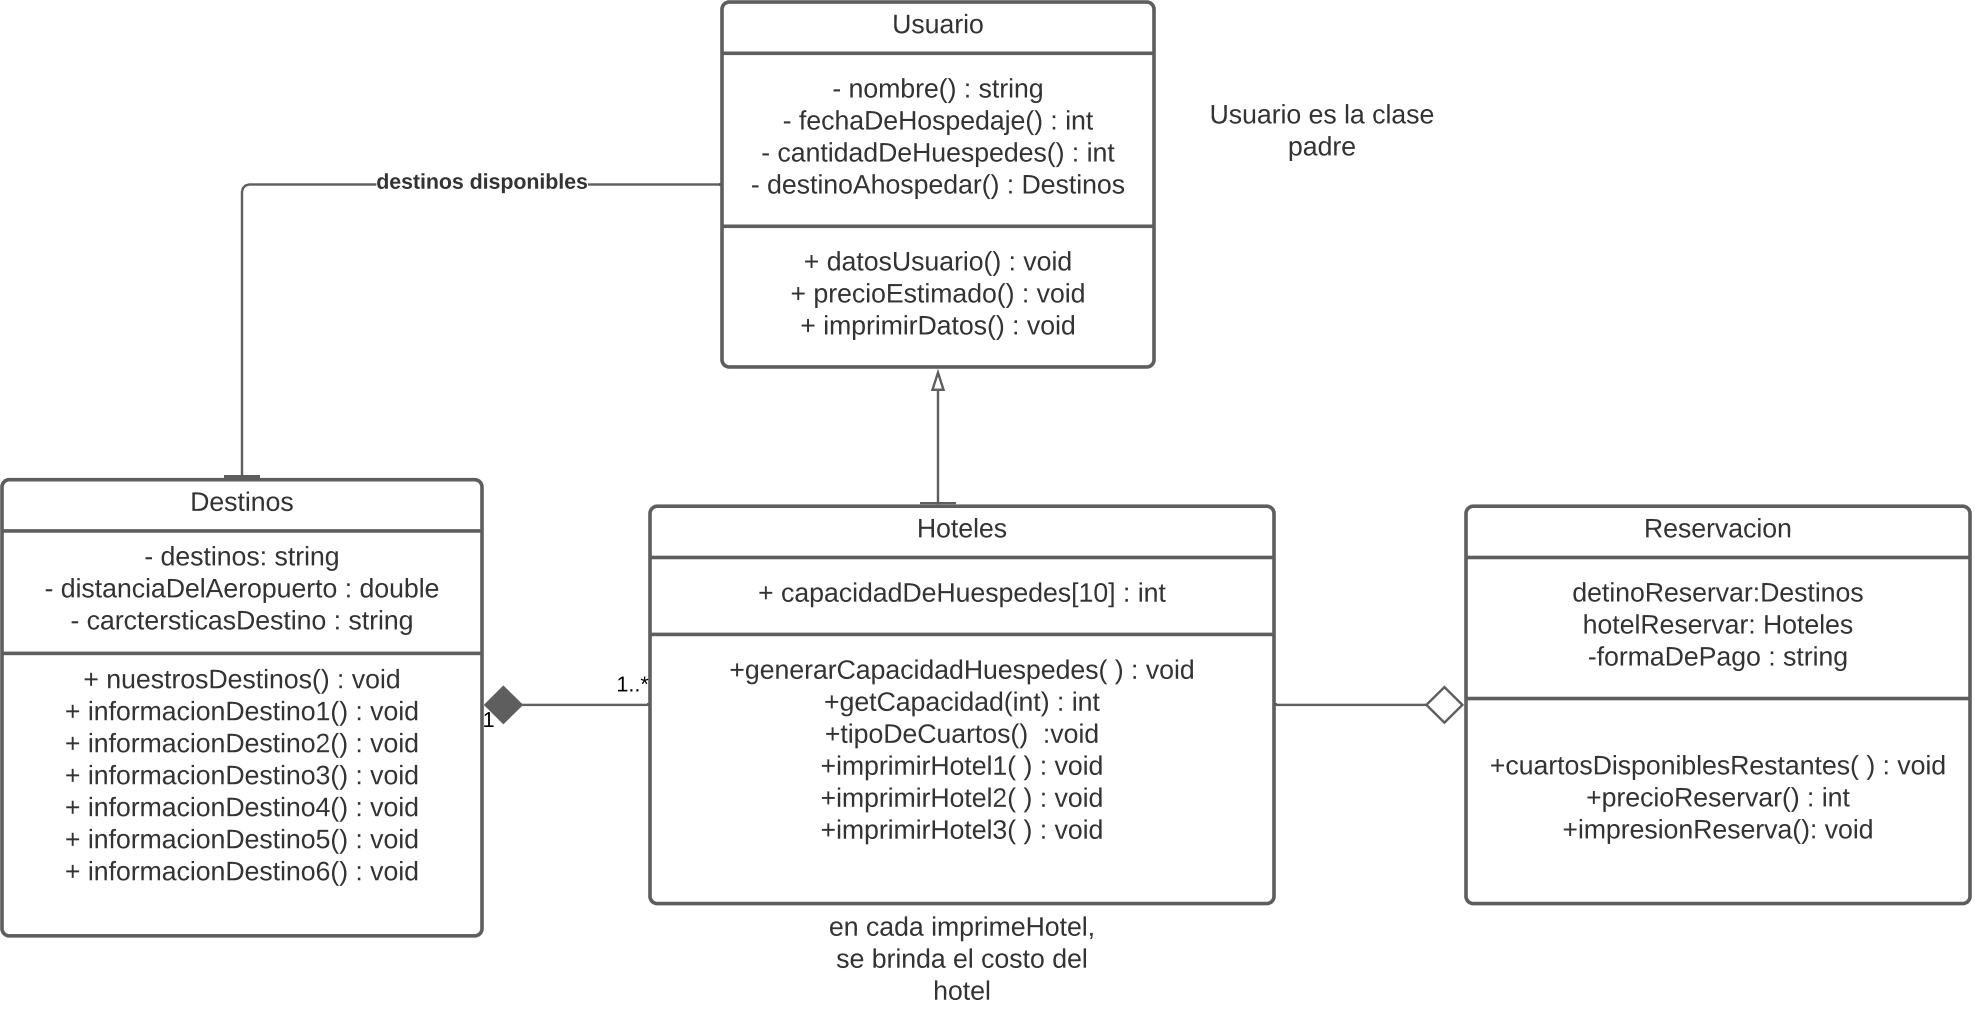 Usuario
- nombre() : string
- fechaDeHospedaje() : int
- cantidadDeHuespedes() : int
- destinoAhospedar() : Destinos
+ datosUsuario() : void
+ precioEstimado() : void
+ imprimirDatos() : void
Usuario es la clase
padre
destinos disponibles
Destinos
- destinos: string
- distanciaDelAeropuerto : double
- carctersticasDestino : string
+ nuestrosDestinos() : void
+ informacionDestino1() : void
+ informacionDestino2() : void
+ informacionDestino3() : void
+ informacionDestino4() : void
+ informacionDestino5() : void
+ informacionDestino6() : void
1
1..*
Hoteles
+ capacidadDeHuespedes[10] : int
+generarCapacidadHuespedes( ) : void
+getCapacidad(int) : int
+tipoDeCuartos()  :void
+imprimirHotel1( ) : void
+imprimirHotel2( ) : void
+imprimirHotel3( ) : void
en cada imprimeHotel,
se brinda el costo del
hotel
Reservacion
detinoReservar:Destinos
hotelReservar: Hoteles
-formaDePago : string
+cuartosDisponiblesRestantes( ) : void
+precioReservar() : int
+impresionReserva(): void